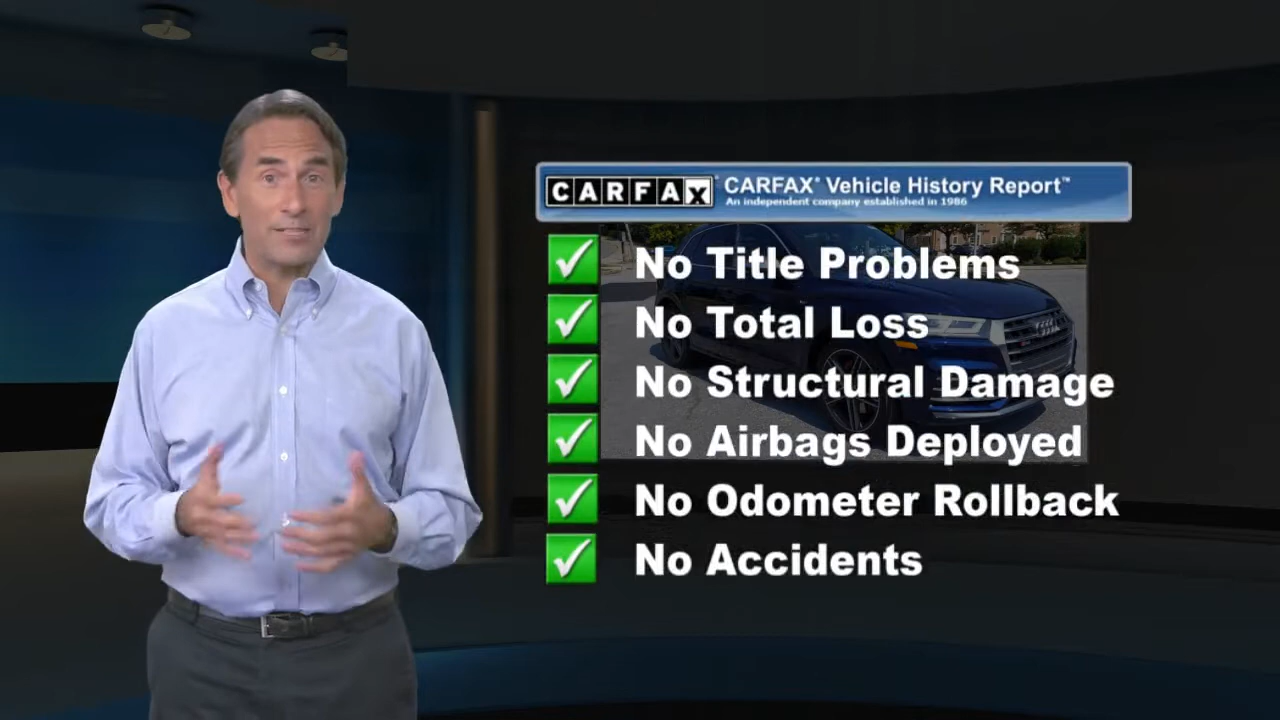 CARFAX
CARFAX® Vehicle History Report™
An independent company established in 1986
No Title Problems
No Total Loss
No Structural Damage
No Airbags Deployed
No Odometer Rollback
No Accidents